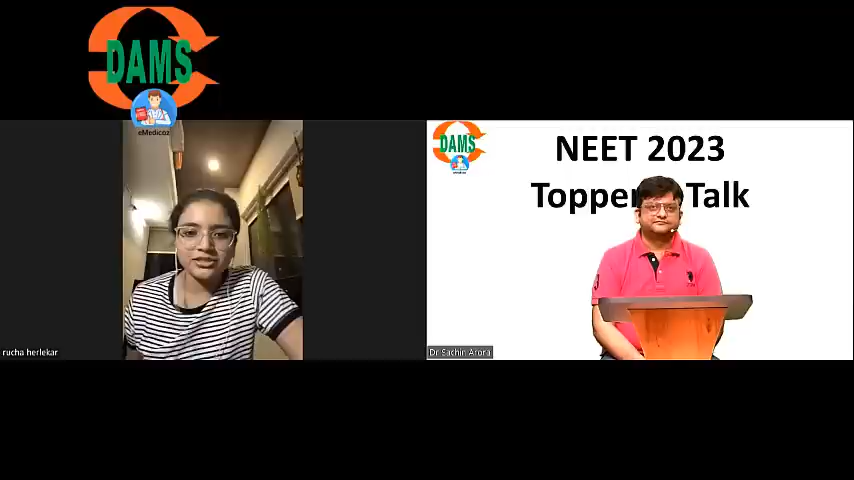 DAMS
eMedicoz
DAMS
NEET 2023
Topper Talk
rucha herlekar
Dr Sachin Arora